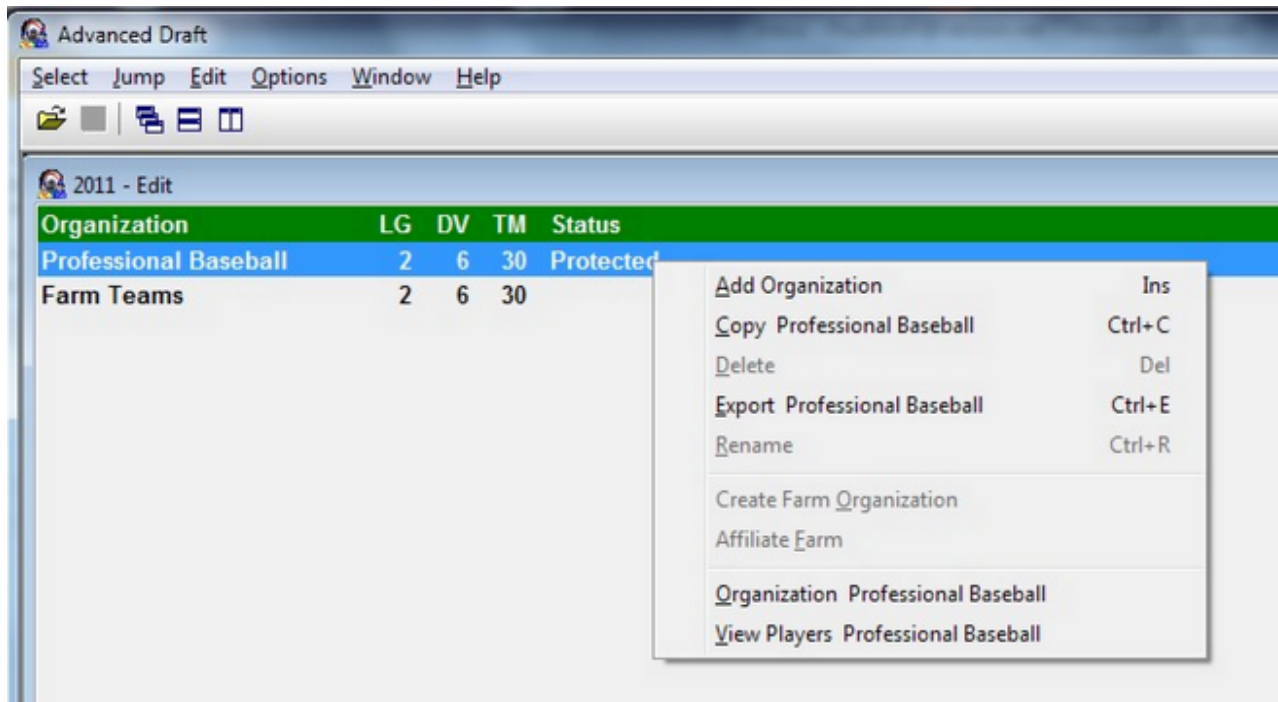 Advanced Draft
Select Jump Edit Options Window Help
2011 - Edit
Organization LG DV TM Status
Professional Baseball 2 6 30 Protected
Farm Teams 2 6 30
Add Organization Ins
Copy Professional Baseball Ctrl+C
Delete Del
Export Professional Baseball Ctrl+E
Rename Ctrl+R
Create Farm Organization
Affiliate Farm
Organization Professional Baseball
View Players Professional Baseball